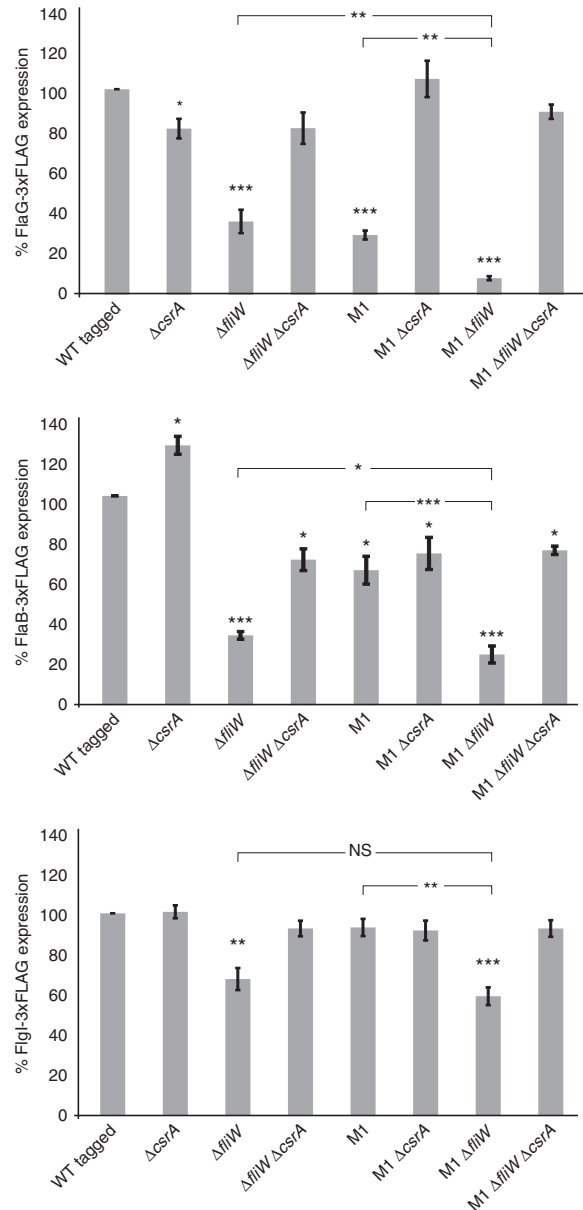 % FlaG-3xFLAG expression
140
120
100
80
60
40
20
0
**
**
*
***
***
***
WT tagged
ΔcsrA
ΔfliW
ΔfliW ΔcsrA
M1
M1 ΔcsrA
M1 ΔfliW
M1 ΔfliW ΔcsrA
% FlaB-3xFLAG expression
140
120
100
80
60
40
20
0
*
*
***
*
*
*
*
***
***
WT tagged
ΔcsrA
ΔfliW
ΔfliW ΔcsrA
M1
M1 ΔcsrA
M1 ΔfliW
M1 ΔfliW ΔcsrA
% FlgI-3xFLAG expression
140
120
100
80
60
40
20
0
NS
**
**
***
WT tagged
ΔcsrA
ΔfliW
ΔfliW ΔcsrA
M1
M1 ΔcsrA
M1 ΔfliW
M1 ΔfliW ΔcsrA